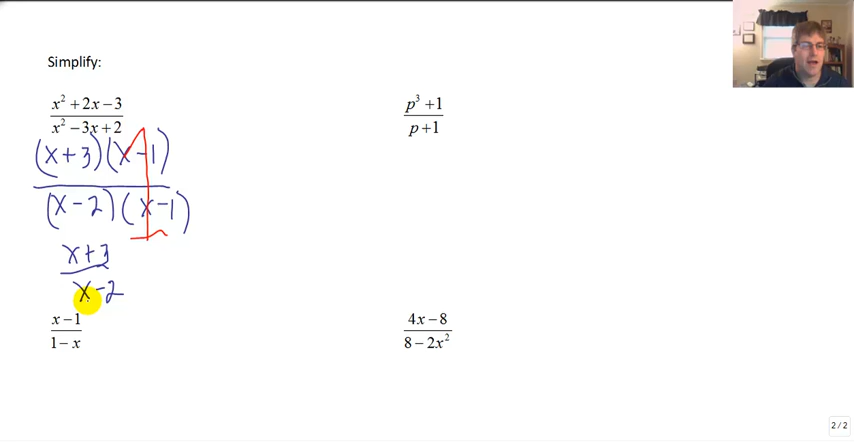 Simplify:
x² + 2x − 3
x² − 3x + 2
(x + 3)(x − 1)
(x − 2)(x − 1)
x + 3
x − 2
x − 1
1 − x
p³ + 1
p + 1
4x − 8
8 − 2x²
2 / 2